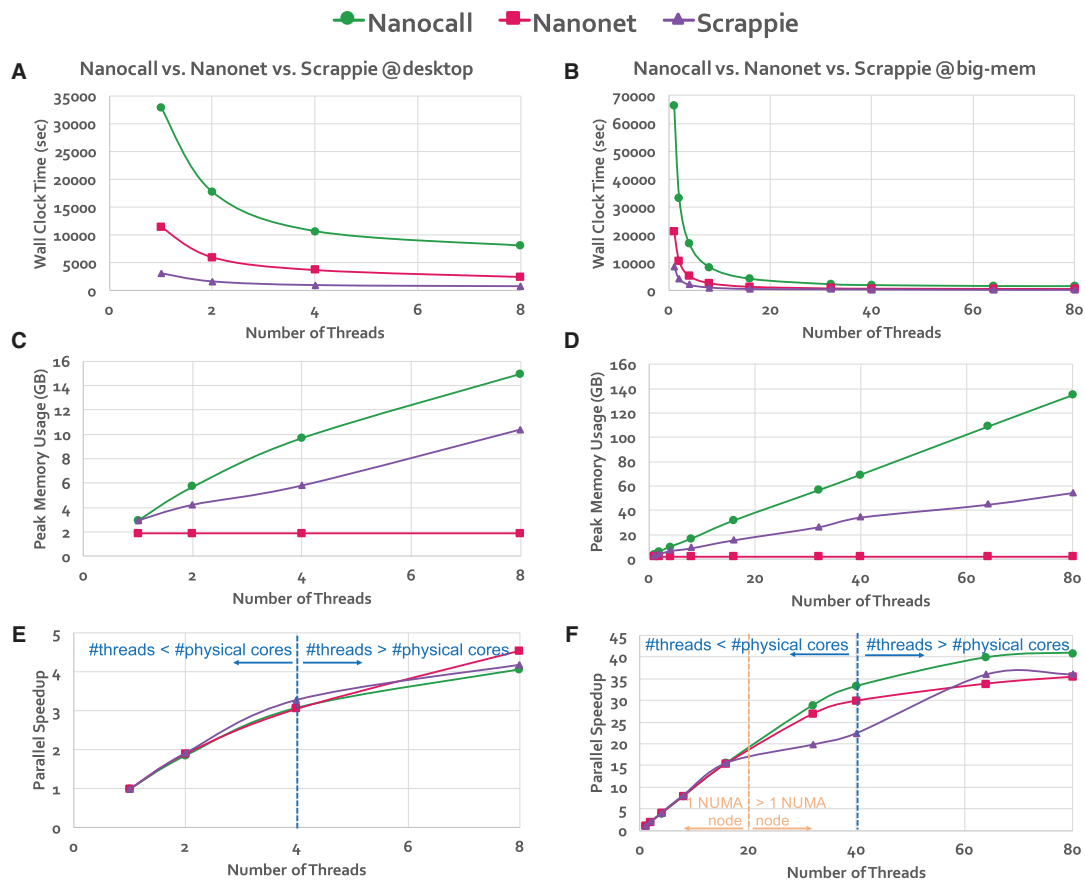 Nanocall Nanonet Scrappie
A Nanocall vs. Nanonet vs. Scrappie @desktop
Wall Clock Time (sec)
35000
30000
25000
20000
15000
10000
5000
0
0 2 4 6 8
Number of Threads
B Nanocall vs. Nanonet vs. Scrappie @big-mem
Wall Clock Time (sec)
70000
60000
50000
40000
30000
20000
10000
0
0 20 40 60 80
Number of Threads
C
Peak Memory Usage (GB)
16
14
12
10
8
6
4
2
0
0 2 4 6 8
Number of Threads
D
Peak Memory Usage (GB)
160
140
120
100
80
60
40
20
0
0 20 40 60 80
Number of Threads
E
Parallel Speedup
5
4
3
2
1
0
#threads < #physical cores #threads > #physical cores
0 2 4 6 8
Number of Threads
F
Parallel Speedup
45
40
35
30
25
20
15
10
5
0
#threads < #physical cores #threads > #physical cores
1 NUMA > 1 NUMA
node node
0 20 40 60 80
Number of Threads